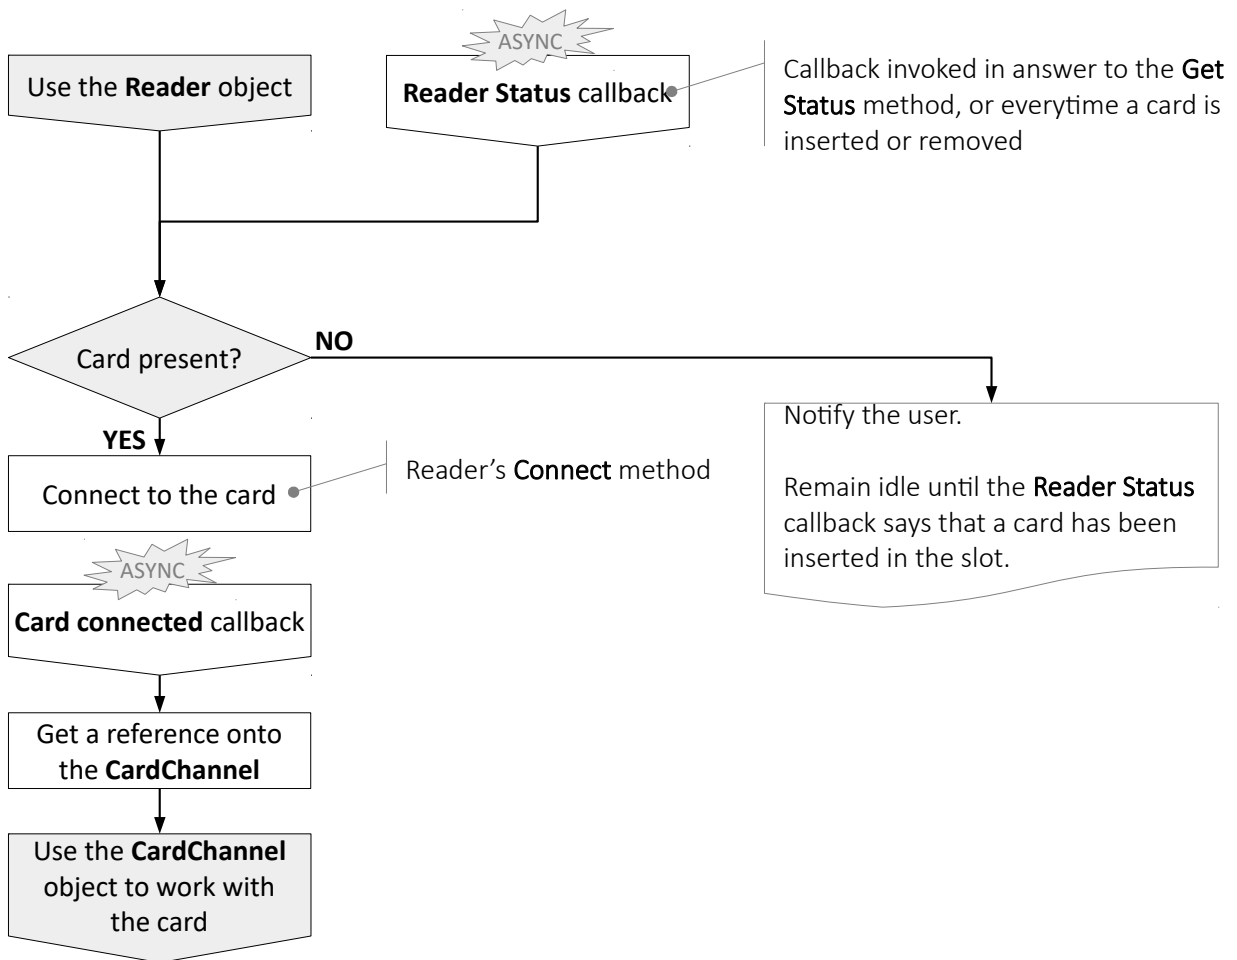 ASYNC
Use the Reader object
Reader Status callback
Callback invoked in answer to the Get
Status method, or everytime a card is
inserted or removed
Card present?
NO
YES
Connect to the card
Reader’s Connect method
Notify the user.
Remain idle until the Reader Status
callback says that a card has been
inserted in the slot.
ASYNC
Card connected callback
Get a reference onto
the CardChannel
Use the CardChannel
object to work with
the card